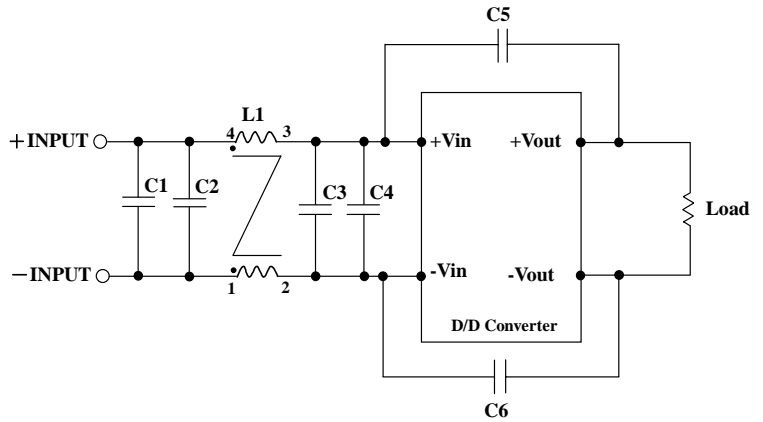 C5
L1
4 3
+INPUT
+Vin
+Vout
C1
C2
C3
C4
Load
−INPUT
-Vin
-Vout
1 2
D/D Converter
C6